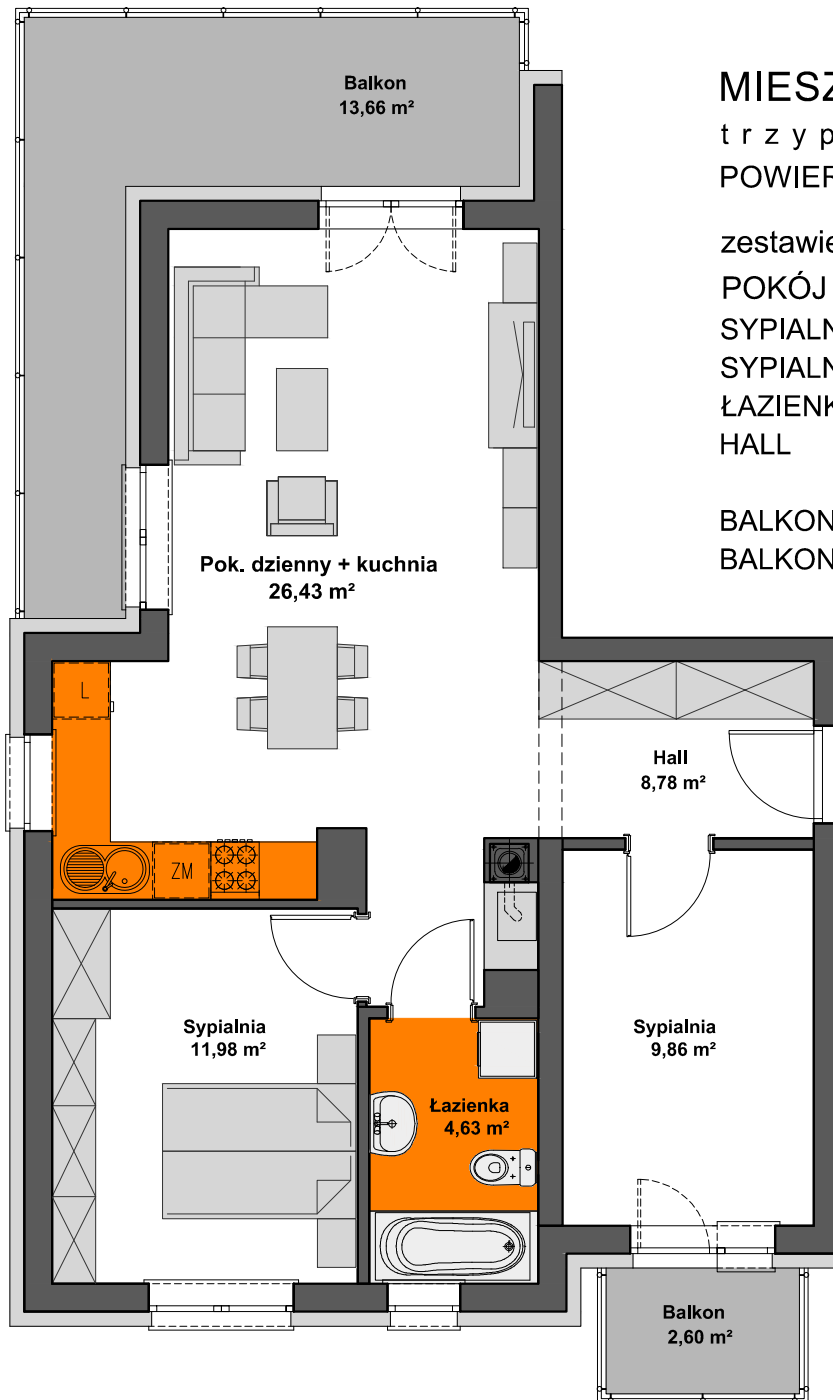 Balkon
13,66 m²
MIESZ
t r z y p
POWIER
zestawie
POKÓJ
SYPIALN
SYPIALN
ŁAZIENK
HALL
BALKON
BALKON
Pok. dzienny + kuchnia
26,43 m²
L
Hall
8,78 m²
ZM
Sypialnia
11,98 m²
Sypialnia
9,86 m²
Łazienka
4,63 m²
Balkon
2,60 m²